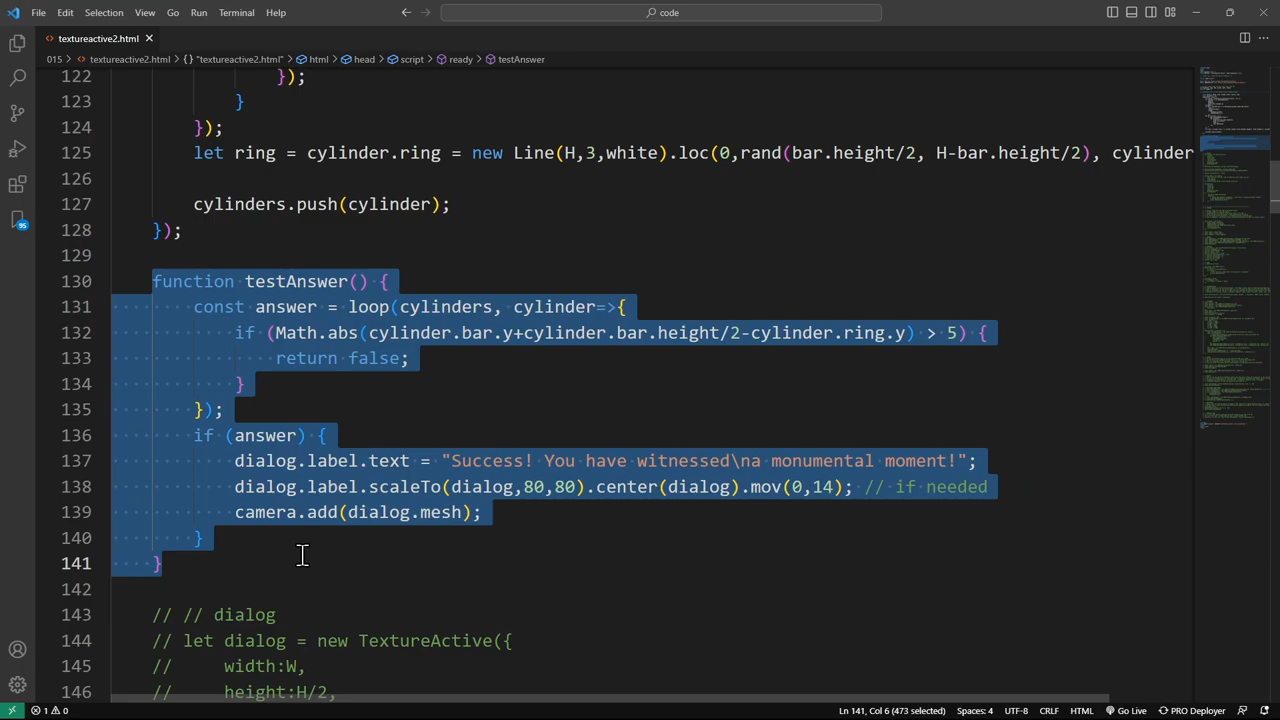 File Edit Selection View Go Run Terminal Help
code
textureactive2.html
015 > textureactive2.html > {} "textureactive2.html" > html > head > script > ready > testAnswer
122 });
123 }
124 });
125 let ring = cylinder.ring = new Line(H,3,white).loc(0,rand(bar.height/2, H-bar.height/2), cylinder
126
127 cylinders.push(cylinder);
128 });
129
130 function testAnswer() {
131 const answer = loop(cylinders, cylinder=>{
132 if (Math.abs(cylinder.bar.y+cylinder.bar.height/2-cylinder.ring.y) > 5) {
133 return false;
134 }
135 });
136 if (answer) {
137 dialog.label.text = "Success! You have witnessed\na monumental moment!";
138 dialog.label.scaleTo(dialog,80,80).center(dialog).mov(0,14); // if needed
139 camera.add(dialog.mesh);
140 }
141 }
142
143 // // dialog
144 // let dialog = new TextureActive({
145 // width:W,
146 // height:H/2,
95
1 0
Ln 141, Col 6 (473 selected) Spaces: 4 UTF-8 CRLF HTML Go Live PRO Deployer